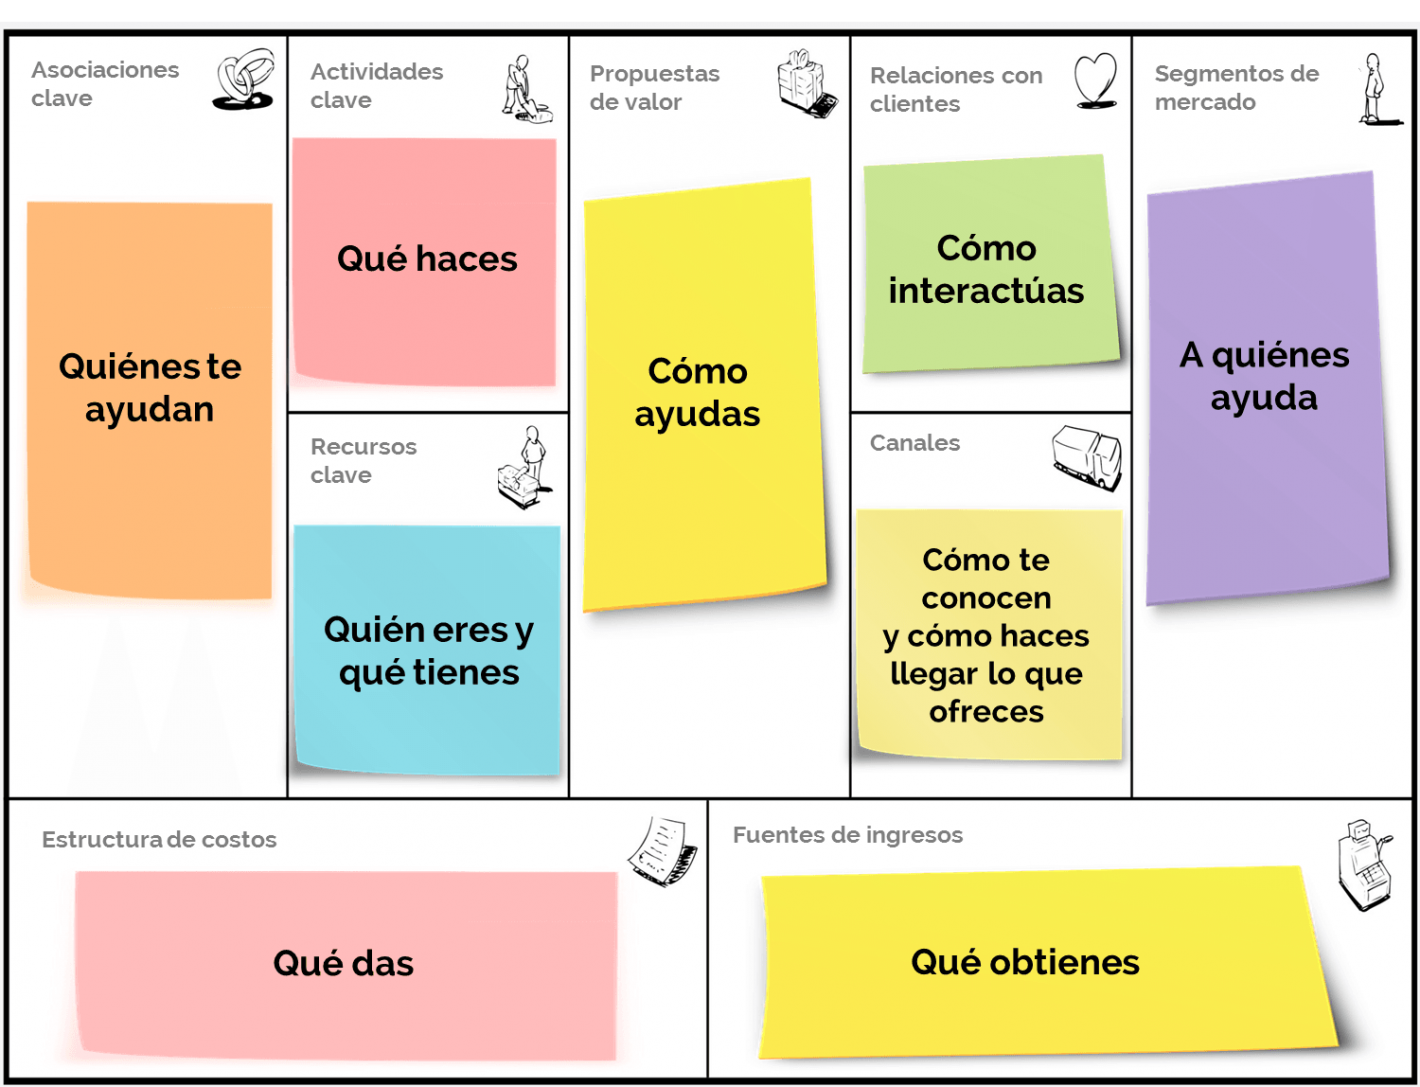 Asociaciones
clave
Quiénes te
ayudan
Actividades
clave
Qué haces
Recursos
clave
Quién eres y
qué tienes
Propuestas
de valor
Cómo
ayudas
Relaciones con
clientes
Cómo
interactúas
Canales
Cómo te
conocen
y cómo haces
llegar lo que
ofreces
Segmentos de
mercado
A quiénes
ayuda
Estructura de costos
Qué das
Fuentes de ingresos
Qué obtienes